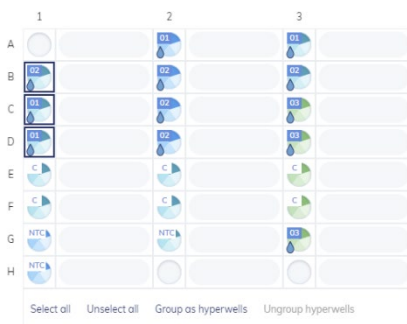 1 2 3
A 01 01
B 02 02 02
C 01 02 03
D 01 02 03
E C C C
F C C C
G NTC NTC 03
H NTC
Select all Unselect all Group as hyperwells Ungroup hyperwells